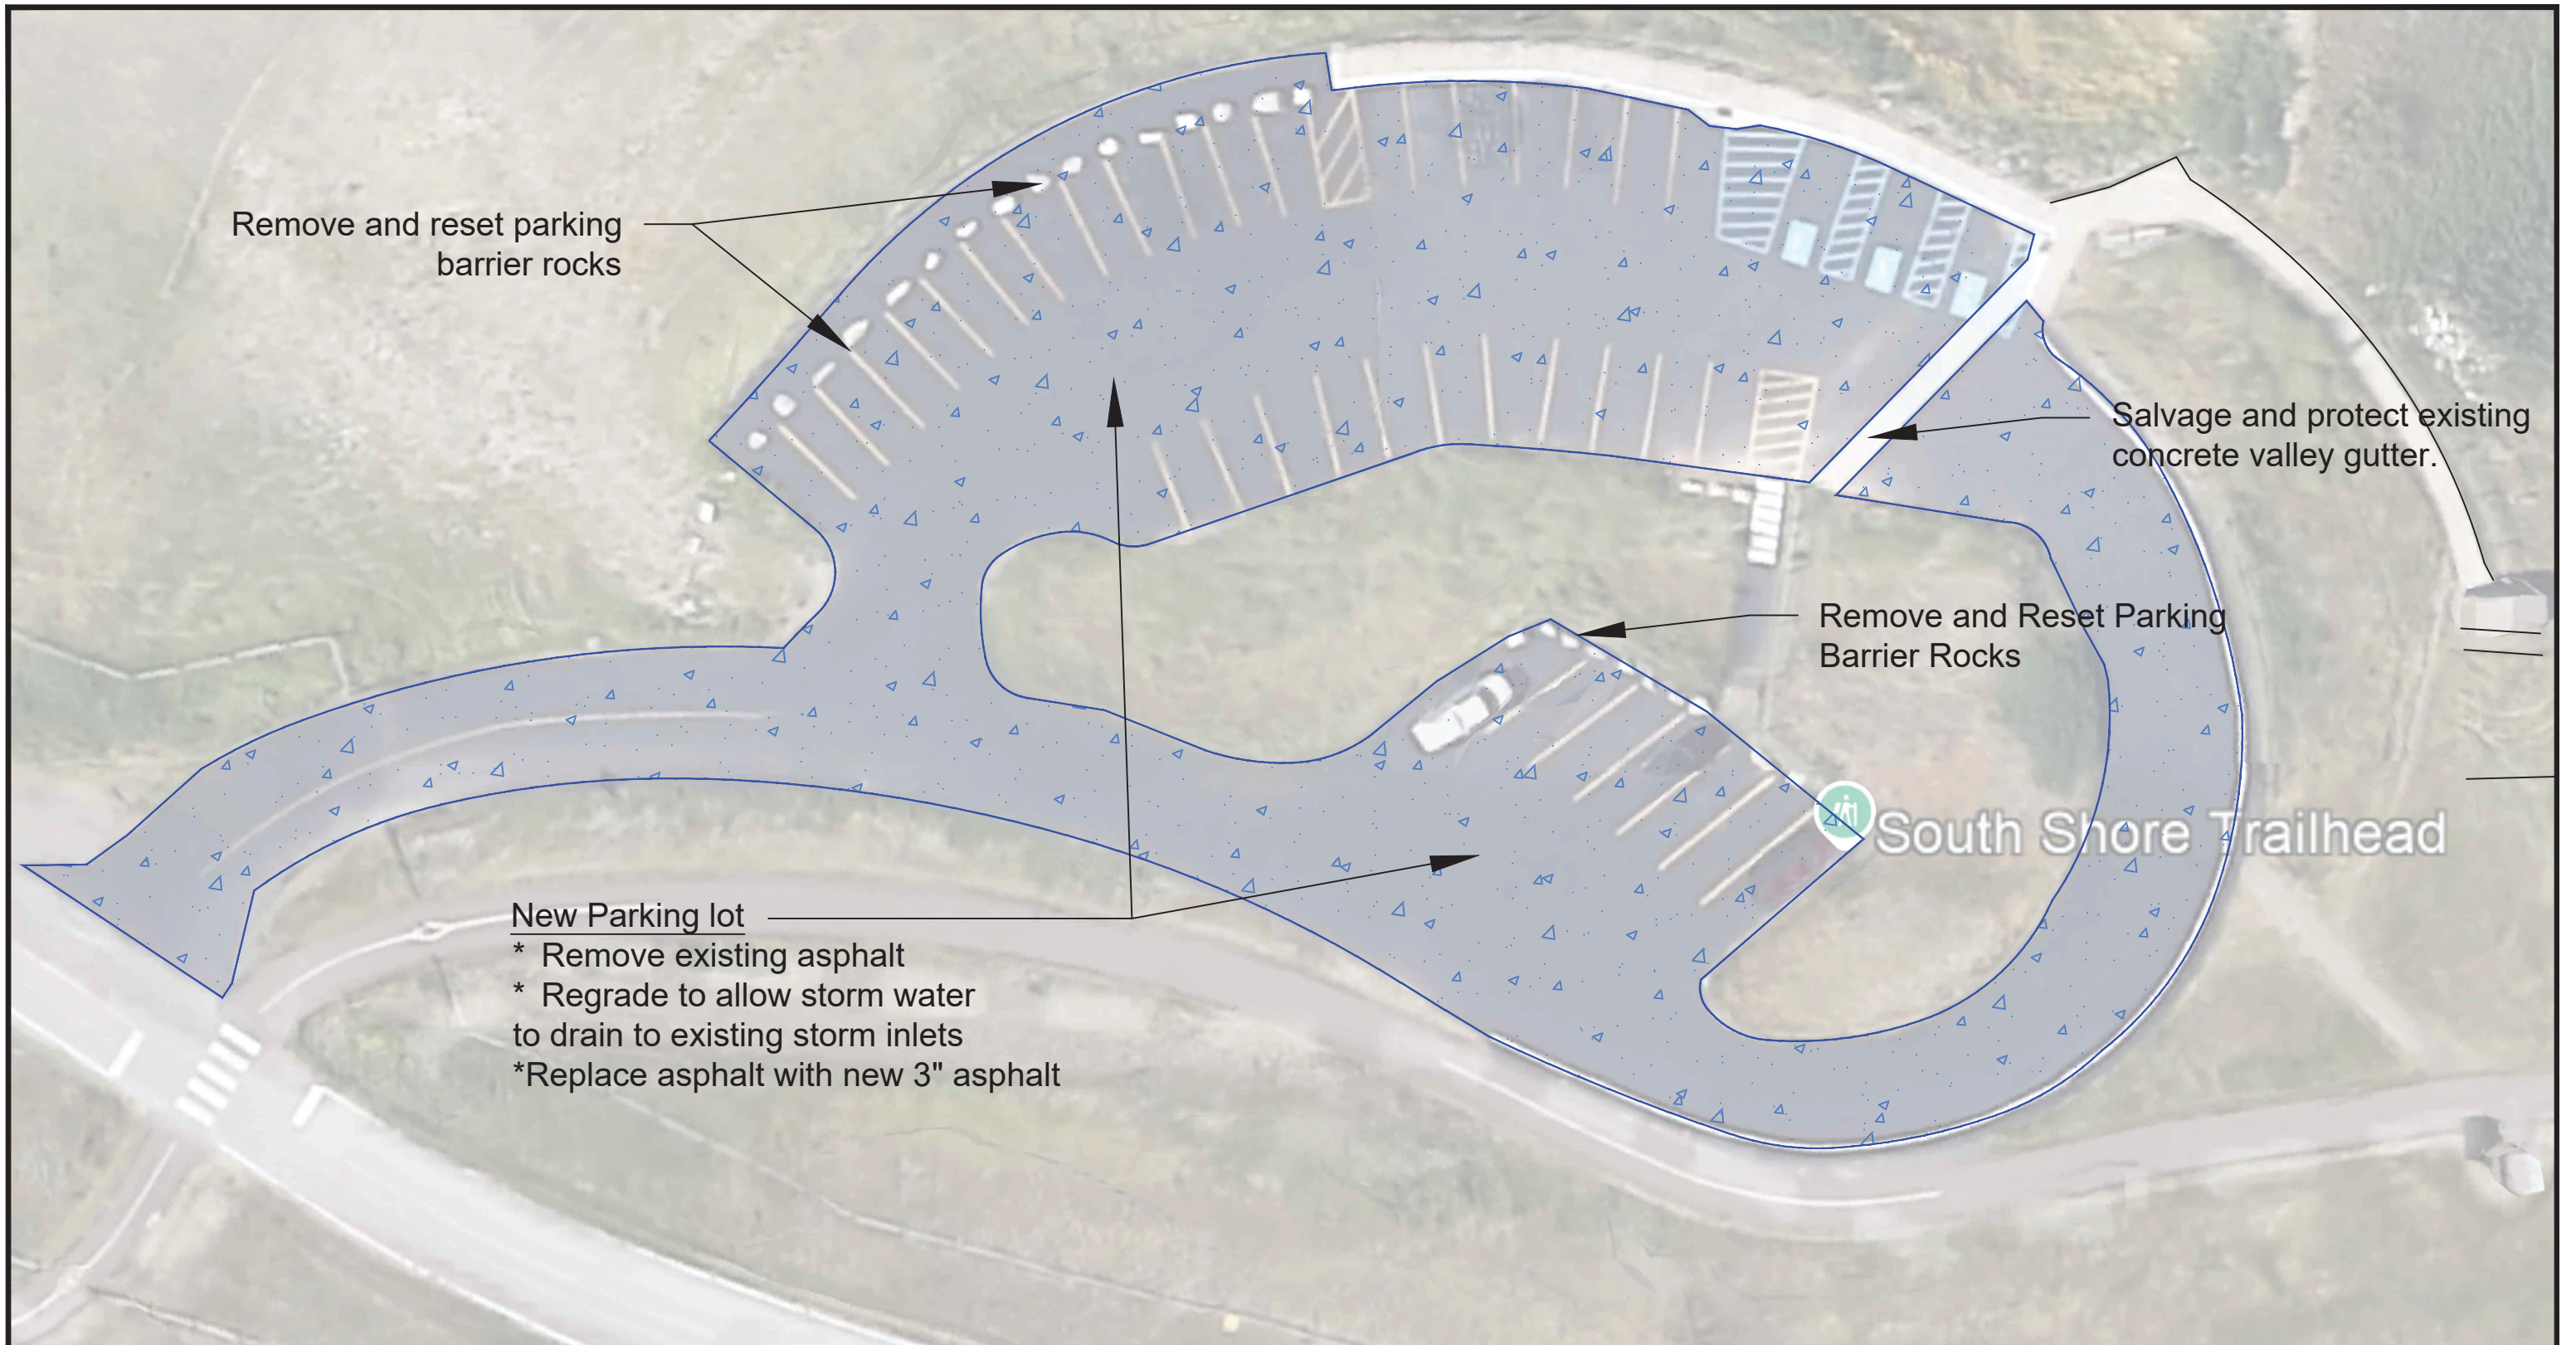 Remove and reset parking
barrier rocks
Salvage and protect existing
concrete valley gutter.
Remove and Reset Parking
Barrier Rocks
South Shore Trailhead
New Parking lot
* Remove existing asphalt
* Regrade to allow storm water
to drain to existing storm inlets
*Replace asphalt with new 3" asphalt